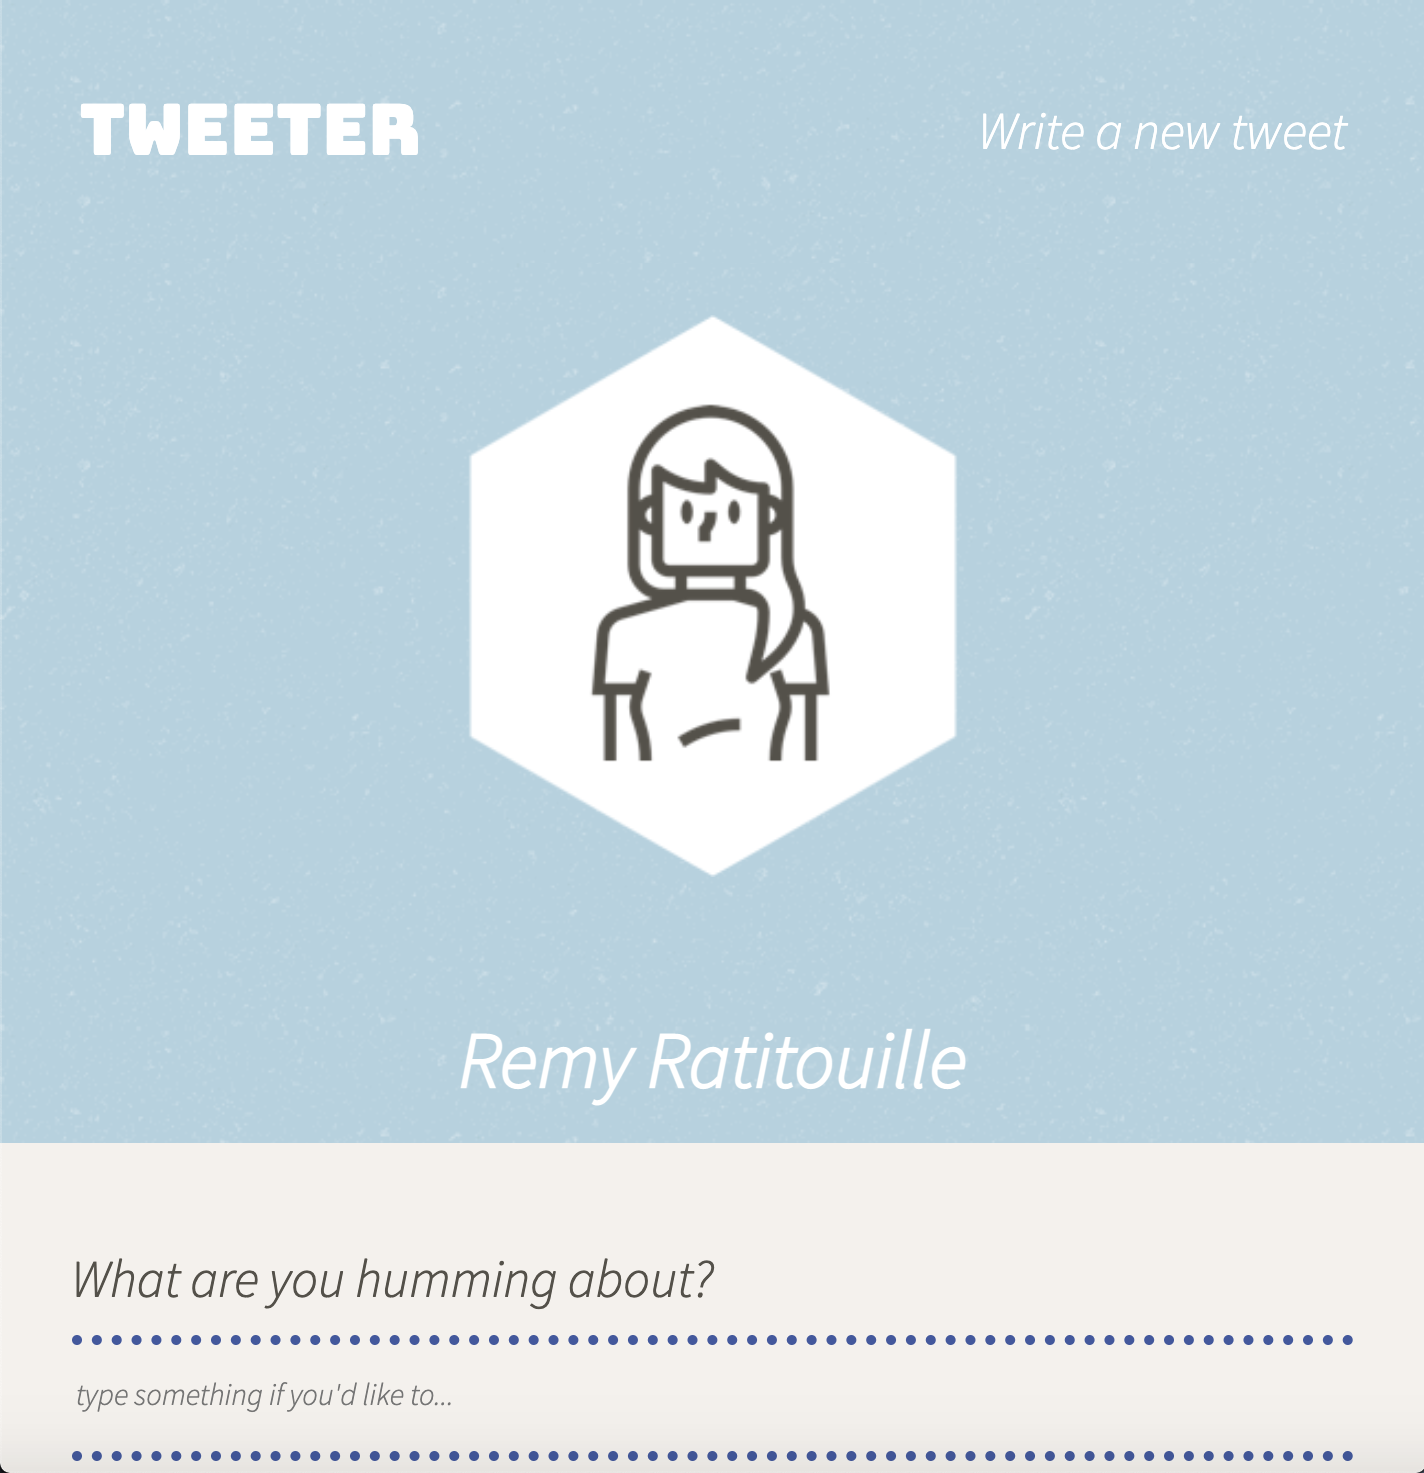 TWEETER
Write a new tweet
Remy Ratitouille
What are you humming about?
type something if you'd like to...